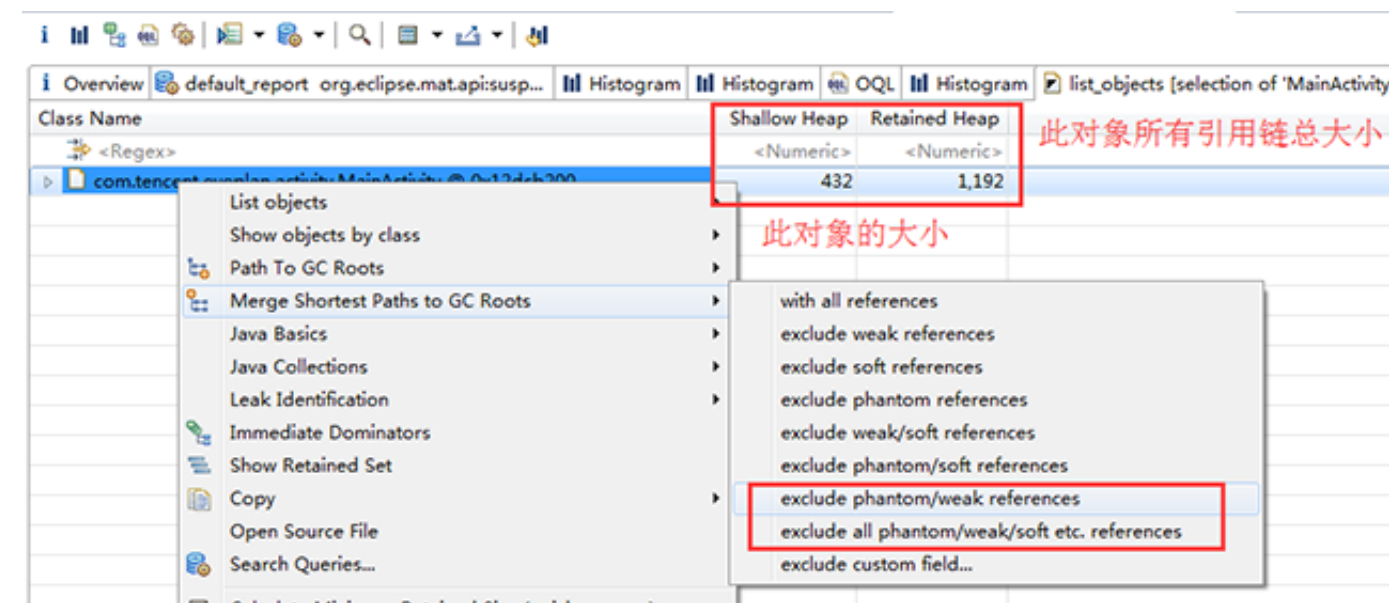 i Overview default_report org.eclipse.mat.api:susp... Histogram Histogram OQL Histogram list_objects [selection of 'MainActivity
Class Name Shallow Heap Retained Heap
此对象所有引用链总大小
<Regex> <Numeric> <Numeric>
com.tencent MainActivity @ 432 1,192
List objects
此对象的大小
Show objects by class
Path To GC Roots
Merge Shortest Paths to GC Roots
with all references
Java Basics
exclude weak references
Java Collections
exclude soft references
Leak Identification
exclude phantom references
Immediate Dominators
exclude weak/soft references
Show Retained Set
exclude phantom/soft references
Copy
exclude phantom/weak references
Open Source File
exclude all phantom/weak/soft etc. references
Search Queries...
exclude custom field...